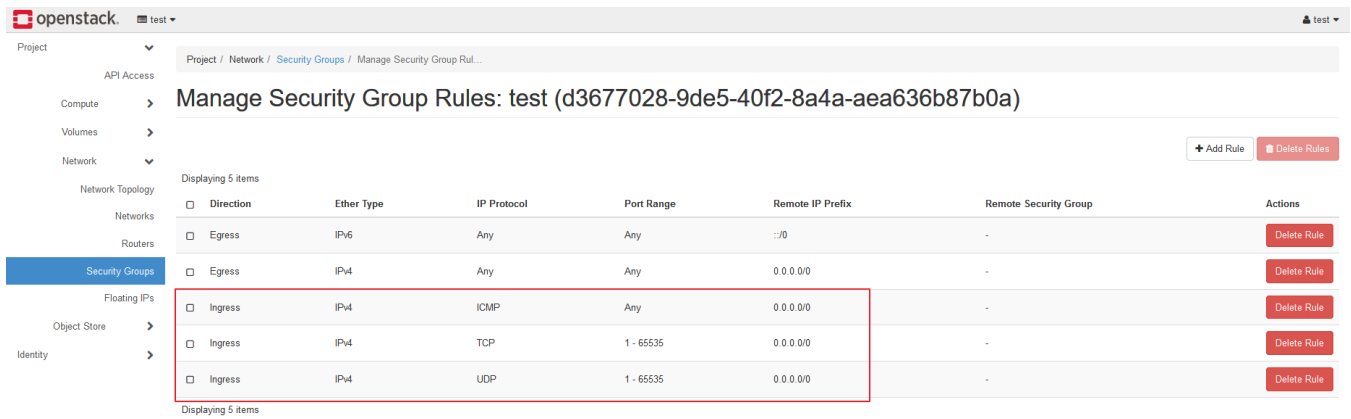 openstack. test test
Project
API Access
Compute
Volumes
Network
Network Topology
Networks
Routers
Security Groups
Floating IPs
Object Store
Identity
Project / Network / Security Groups / Manage Security Group Rul...
Manage Security Group Rules: test (d3677028-9de5-40f2-8a4a-aea636b87b0a)
+ Add Rule Delete Rules
Displaying 5 items
Direction Ether Type IP Protocol Port Range Remote IP Prefix Remote Security Group Actions
Egress IPv6 Any Any ::/0 - Delete Rule
Egress IPv4 Any Any 0.0.0.0/0 - Delete Rule
Ingress IPv4 ICMP Any 0.0.0.0/0 - Delete Rule
Ingress IPv4 TCP 1 - 65535 0.0.0.0/0 - Delete Rule
Ingress IPv4 UDP 1 - 65535 0.0.0.0/0 - Delete Rule
Displaying 5 items